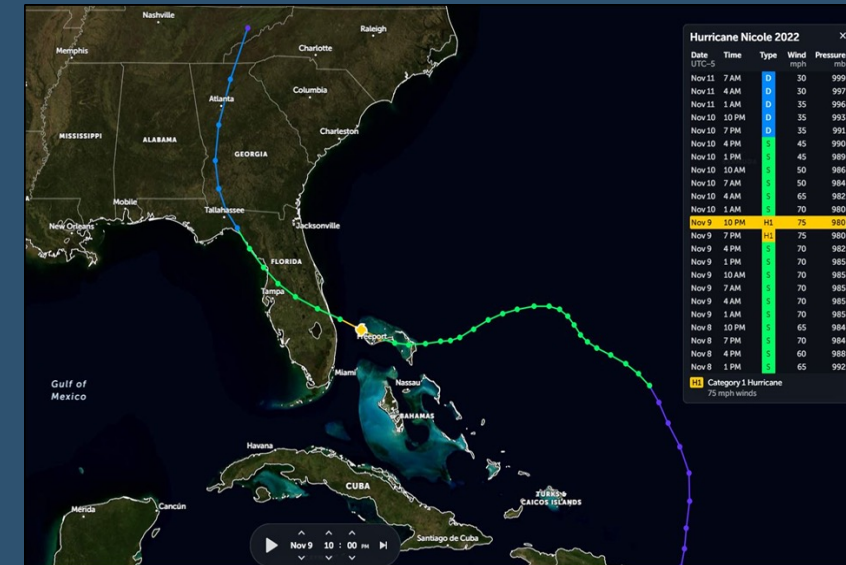 Nashville
Raleigh
Charlotte
Memphis
Columbia
Atlanta
Charleston
MISSISSIPPI
ALABAMA
GEORGIA
Mobile
Tallahassee
New Orleans
Jacksonville
FLORIDA
Tampa
Freeport
Miami
Nassau
Gulf of
Mexico
BAHAMAS
Havana
CUBA
TURKS &
CAICOS ISLANDS
Mérida
Cancún
Santiago de Cuba
Nov 9 10 : 00 PM
Hurricane Nicole 2022 ×
Date Time Type Wind Pressure
UTC-5 mph mb
Nov 11 7 AM D 30 999
Nov 11 4 AM D 30 997
Nov 11 1 AM D 35 996
Nov 10 10 PM D 35 993
Nov 10 7 PM D 35 991
Nov 10 4 PM S 45 990
Nov 10 1 PM S 45 989
Nov 10 10 AM S 50 986
Nov 10 7 AM S 50 984
Nov 10 4 AM S 65 982
Nov 10 1 AM S 70 980
Nov 9 10 PM H1 75 980
Nov 9 7 PM H1 75 980
Nov 9 4 PM S 70 982
Nov 9 1 PM S 70 985
Nov 9 10 AM S 70 985
Nov 9 7 AM S 70 985
Nov 9 4 AM S 70 985
Nov 9 1 AM S 70 985
Nov 8 10 PM S 65 984
Nov 8 7 PM S 70 984
Nov 8 4 PM S 60 988
Nov 8 1 PM S 65 992
H1 Category 1 Hurricane
75 mph winds